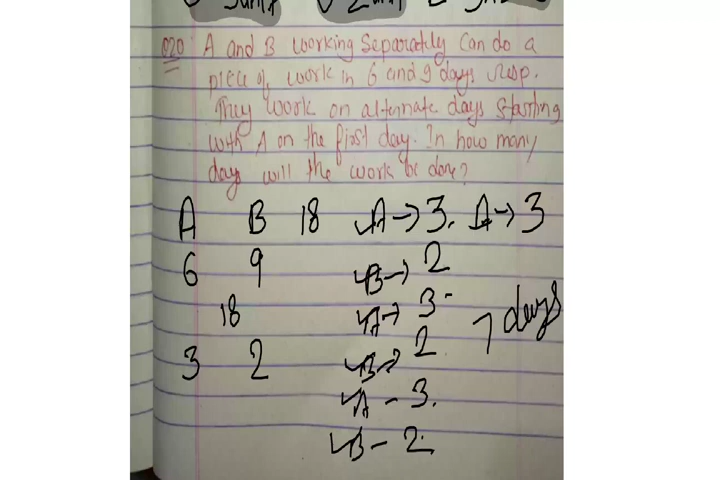 Q20 A and B working Separately can do a
piece of work in 6 and 9 days resp.
They work on alternate days starting
with A on the first day. In how many
days will the work be done?
A B 18 A → 3. A → 3
6 9 B → 2
18 A → 3 7 days
3 2 B → 2
A - 3.
B - 2.